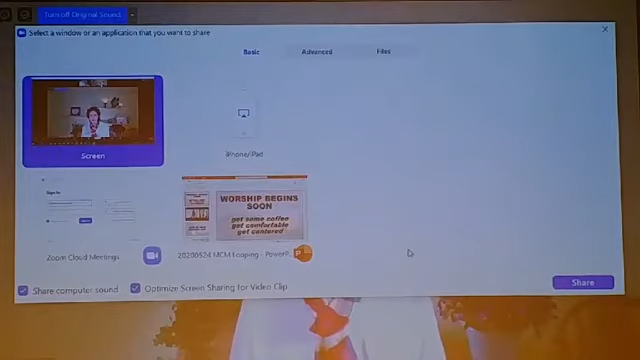 Turn off Original Sound
Select a window or an application that you want to share
Basic Advanced Files
Screen
iPhone/iPad
Sign In
WORSHIP BEGINS
SOON
get some coffee
get comfortable
get centered
Zoom Cloud Meetings
20200524 MCM Looping - PowerP...
Share computer sound
Optimize Screen Sharing for Video Clip
Share